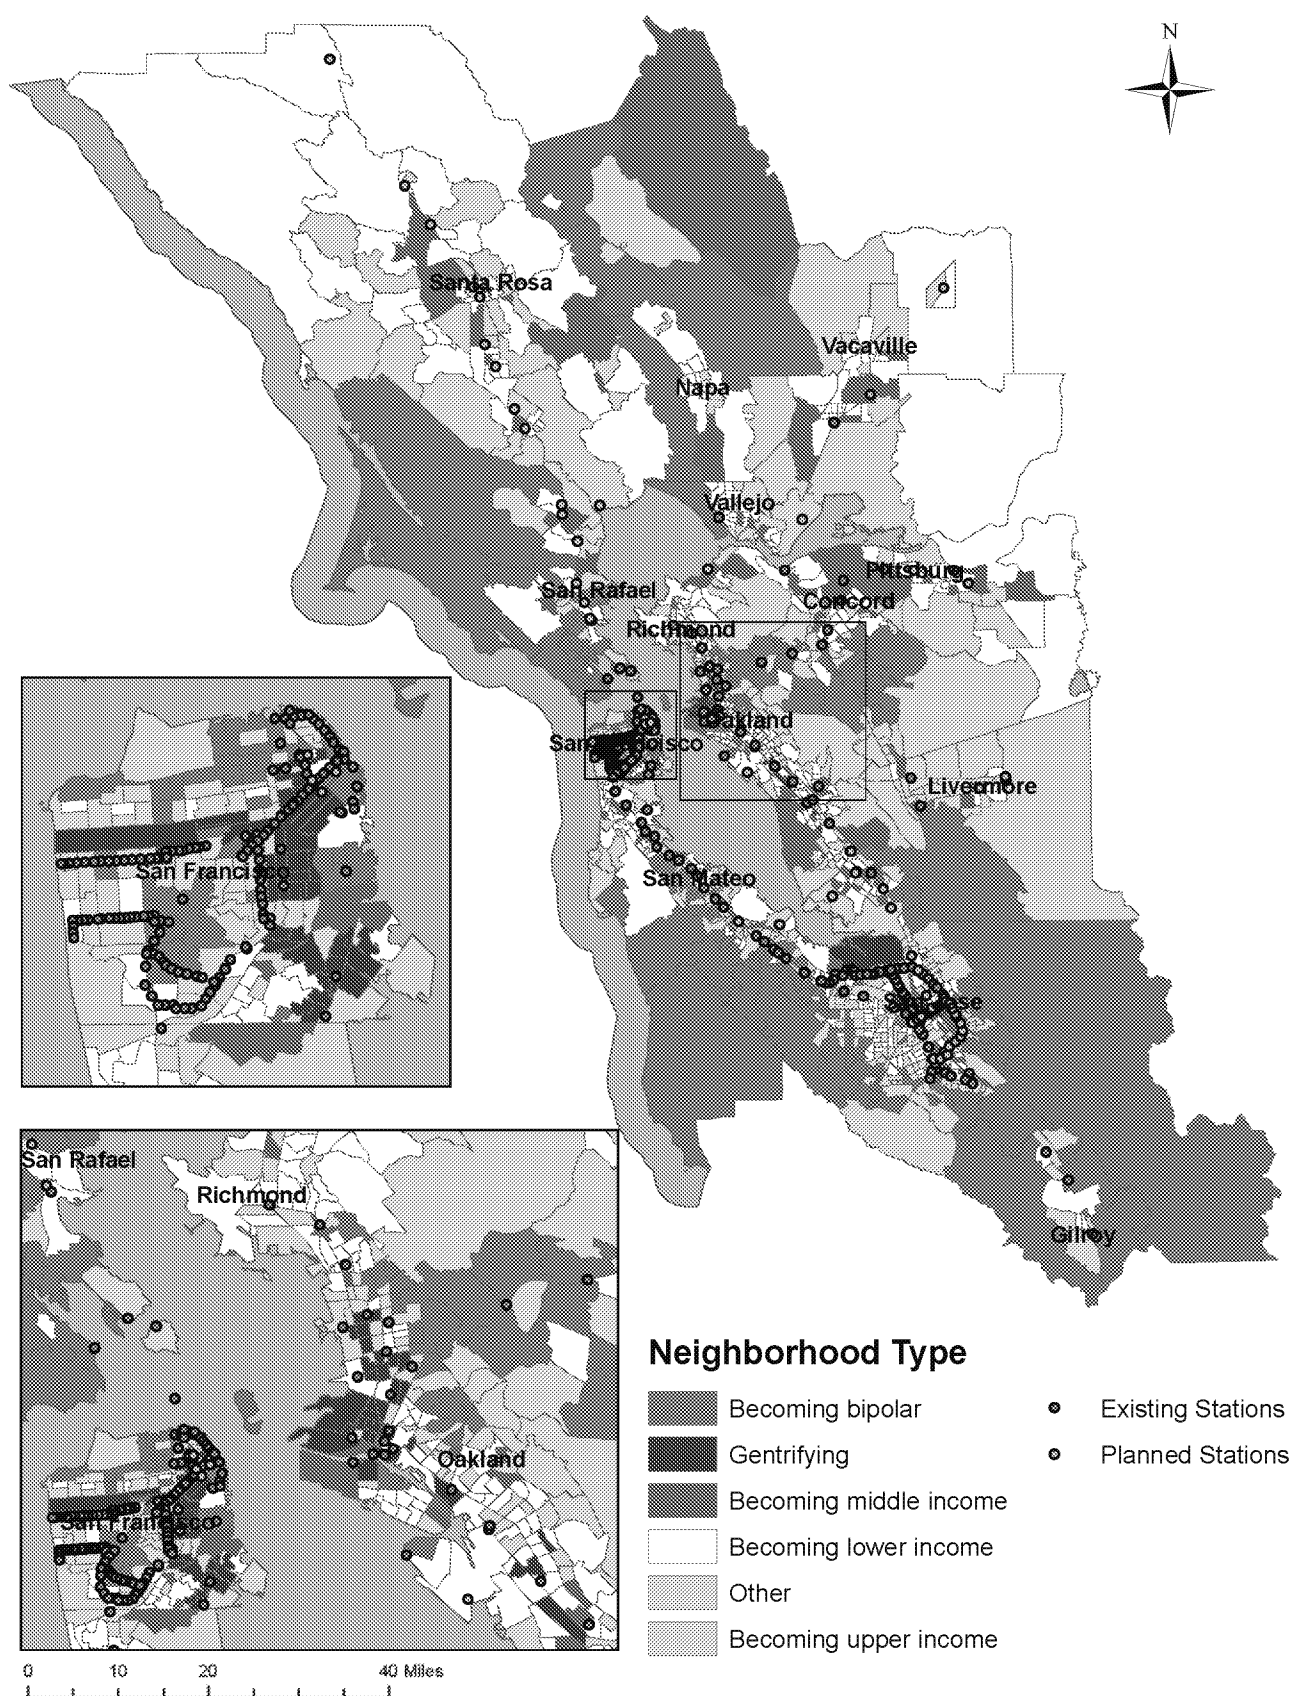 N
Santa Rosa
Vacaville
Napa
Vallejo
Pittsburg
San Rafael
Concord
Richmond
Oakland
San Francisco
Livermore
San Mateo
San Francisco
San Jose
San Rafael
Richmond
Gilroy
Oakland
San Francisco
Neighborhood Type
Becoming bipolar
Gentrifying
Becoming middle income
Becoming lower income
Other
Becoming upper income
Existing Stations
Planned Stations
0 10 20 40 Miles